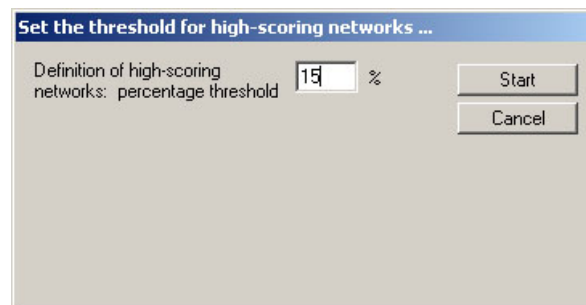 Set the threshold for high-scoring networks ...
Definition of high-scoring
networks: percentage threshold
15 %
Start
Cancel